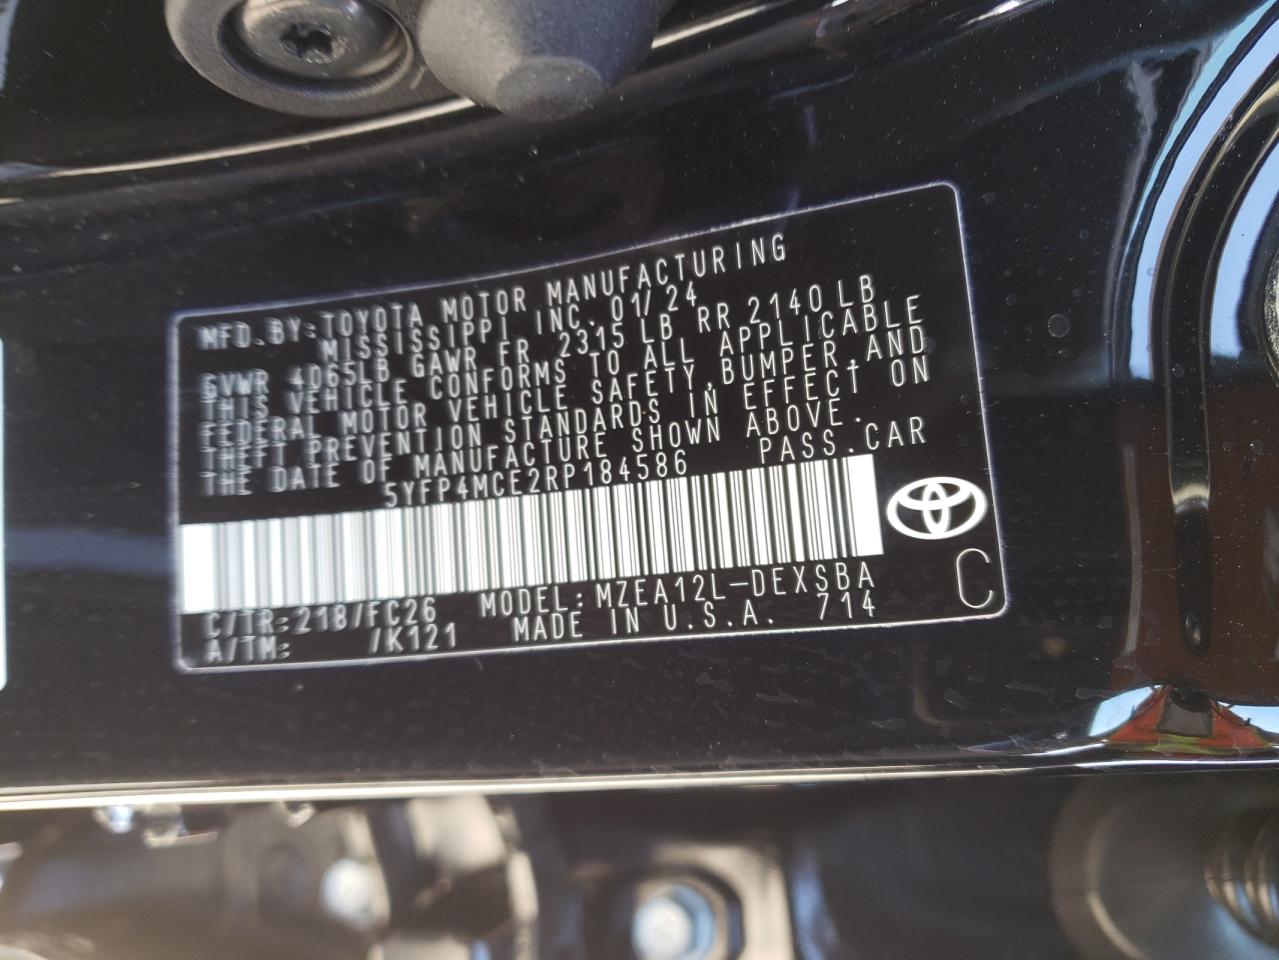 MFD.BY:TOYOTA MOTOR MANUFACTURING
MISSISSIPPI INC. 01/24
GVWR 4065LB GAWR FR 2315 LB RR 2140 LB
THIS VEHICLE CONFORMS TO ALL APPLICABLE
FEDERAL MOTOR VEHICLE SAFETY, BUMPER, AND
THEFT PREVENTION STANDARDS IN EFFECT ON
THE DATE OF MANUFACTURE SHOWN ABOVE.
5YFP4MCE2RP184586 PASS.CAR
C/TR:218/FC26 MODEL:MZEA12L-DEXSBA
A/TM: /K121 MADE IN U.S.A. 714
C